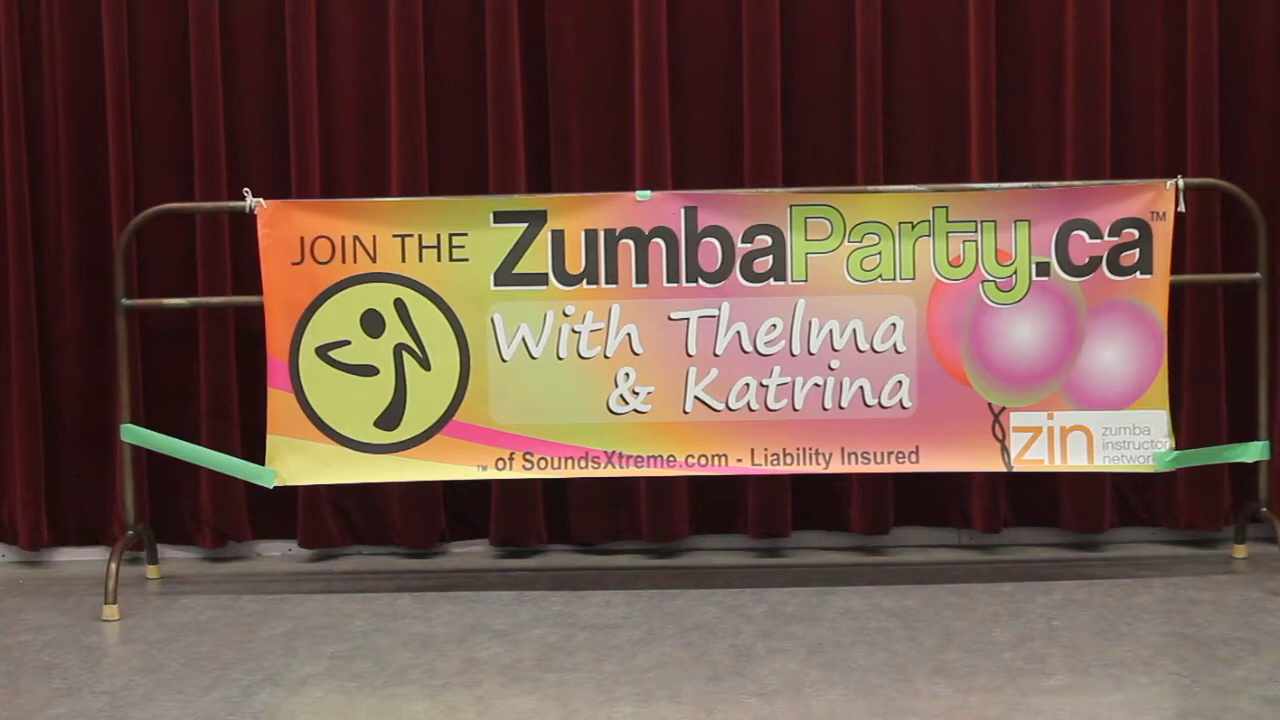 JOIN THE ZumbaParty.ca™
With Thelma
& Katrina
™ of SoundsXtreme.com - Liability Insured
zin zumba
instructor
network